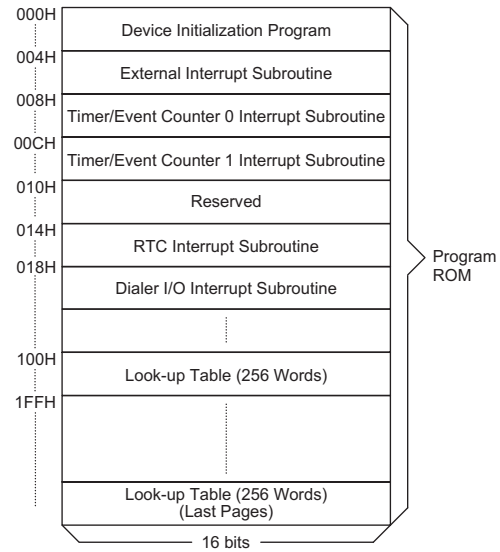 000H
Device Initialization Program
004H
External Interrupt Subroutine
008H
Timer/Event Counter 0 Interrupt Subroutine
00CH
Timer/Event Counter 1 Interrupt Subroutine
010H
Reserved
014H
RTC Interrupt Subroutine
018H
Dialer I/O Interrupt Subroutine
Program
ROM
100H
Look-up Table (256 Words)
1FFH
Look-up Table (256 Words)
(Last Pages)
16 bits